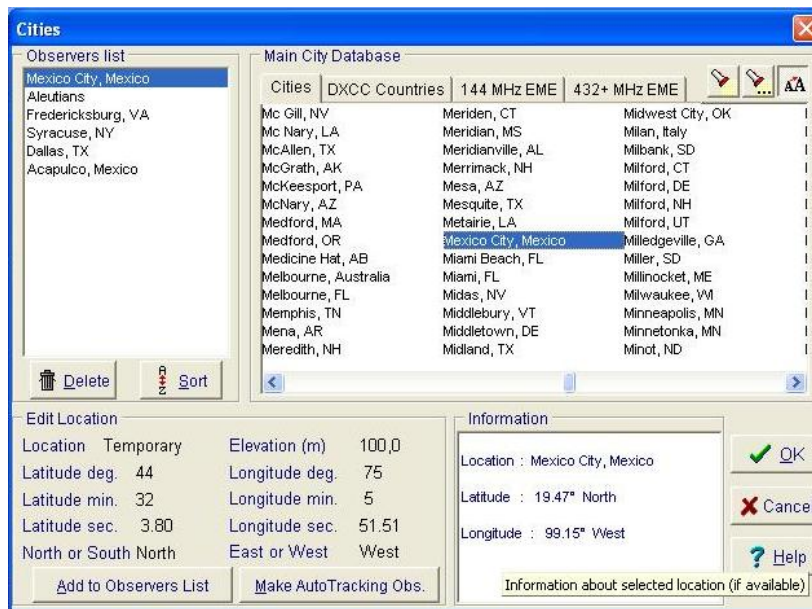 Cities
Observers list
Mexico City, Mexico
Aleutians
Fredericksburg, VA
Syracuse, NY
Dallas, TX
Acapulco, Mexico
Delete
A Z Sort
Main City Database
Cities DXCC Countries 144 MHz EME 432+ MHz EME
Mc Gill, NV
Mc Nary, LA
McAllen, TX
McGrath, AK
McKeesport, PA
McNary, AZ
Medford, MA
Medford, OR
Medicine Hat, AB
Melbourne, Australia
Melbourne, FL
Memphis, TN
Mena, AR
Meredith, NH
Meriden, CT
Meridian, MS
Meridianville, AL
Merrimack, NH
Mesa, AZ
Mesquite, TX
Metairie, LA
Mexico City, Mexico
Miami Beach, FL
Miami, FL
Midas, NV
Middlebury, VT
Middletown, DE
Midland, TX
Midwest City, OK
Milan, Italy
Milbank, SD
Milford, CT
Milford, DE
Milford, NH
Milford, UT
Milledgeville, GA
Miller, SD
Millinocket, ME
Milwaukee, WI
Minneapolis, MN
Minnetonka, MN
Minot, ND
Edit Location
Location Temporary Elevation (m) 100,0
Latitude deg. 44 Longitude deg. 75
Latitude min. 32 Longitude min. 5
Latitude sec. 3.80 Longitude sec. 51.51
North or South North East or West West
Add to Observers List Make AutoTracking Obs.
Information
Location : Mexico City, Mexico
Latitude : 19.47° North
Longitude : 99.15° West
OK
Cance
Help
Information about selected location (if available)